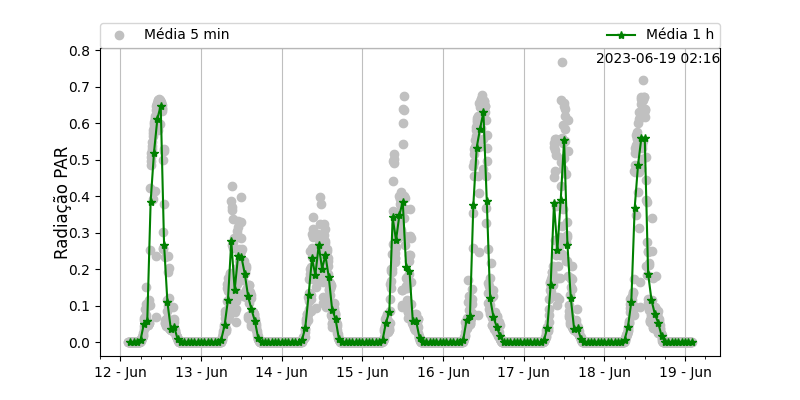 Média 5 min
Média 1 h
2023-06-19 02:16
Radiação PAR
0.8
0.7
0.6
0.5
0.4
0.3
0.2
0.1
0.0
12 - Jun
13 - Jun
14 - Jun
15 - Jun
16 - Jun
17 - Jun
18 - Jun
19 - Jun